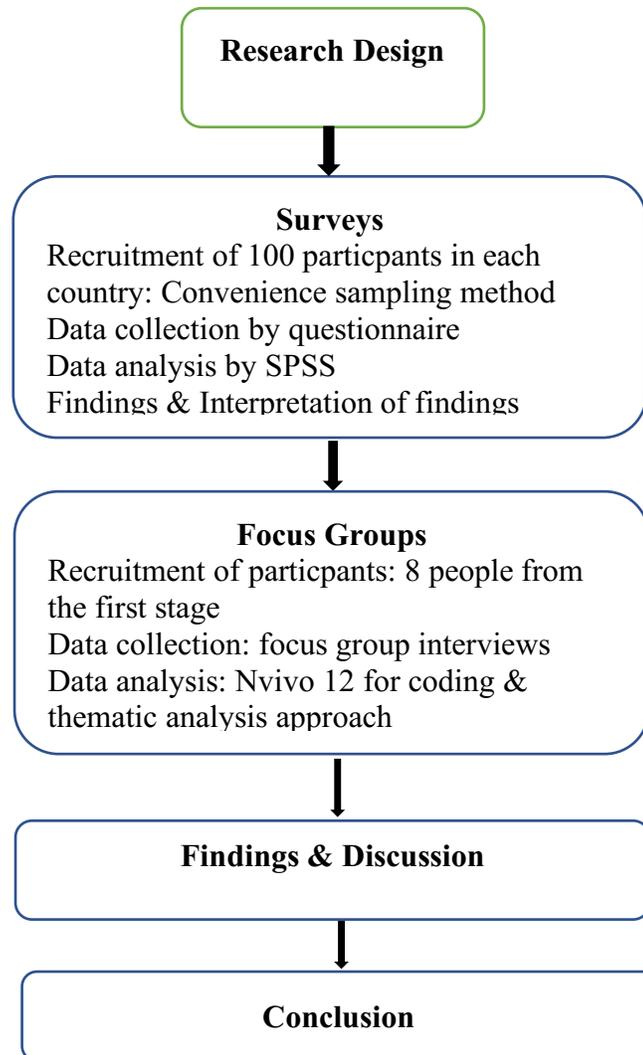 Research Design
Surveys
Recruitment of 100 particpants in each
country: Convenience sampling method
Data collection by questionnaire
Data analysis by SPSS
Findings & Interpretation of findings
Focus Groups
Recruitment of particpants: 8 people from
the first stage
Data collection: focus group interviews
Data analysis: Nvivo 12 for coding &
thematic analysis approach
Findings & Discussion
Conclusion